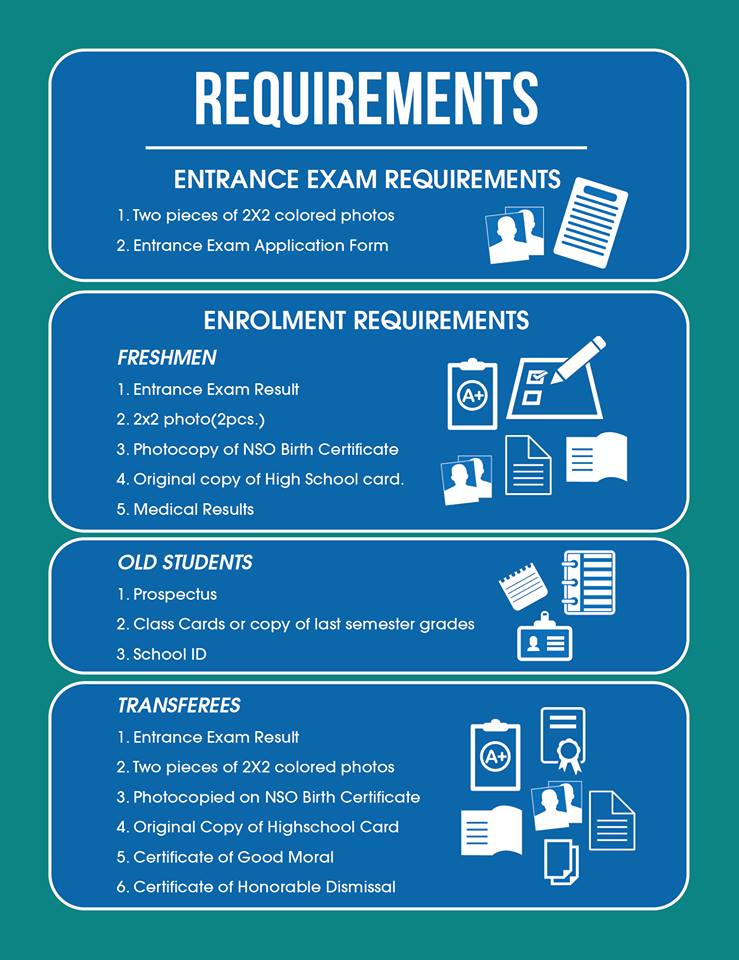 REQUIREMENTS
ENTRANCE EXAM REQUIREMENTS
1. Two pieces of 2X2 colored photos
2. Entrance Exam Application Form
ENROLMENT REQUIREMENTS
FRESHMEN
1. Entrance Exam Result
2. 2x2 photo(2pcs.)
3. Photocopy of NSO Birth Certificate
4. Original copy of High School card.
5. Medical Results
A+
OLD STUDENTS
1. Prospectus
2. Class Cards or copy of last semester grades
3. School ID
TRANSFEREES
1. Entrance Exam Result
2. Two pieces of 2X2 colored photos
3. Photocopied on NSO Birth Certificate
4. Original Copy of Highschool Card
5. Certificate of Good Moral
6. Certificate of Honorable Dismissal
A+